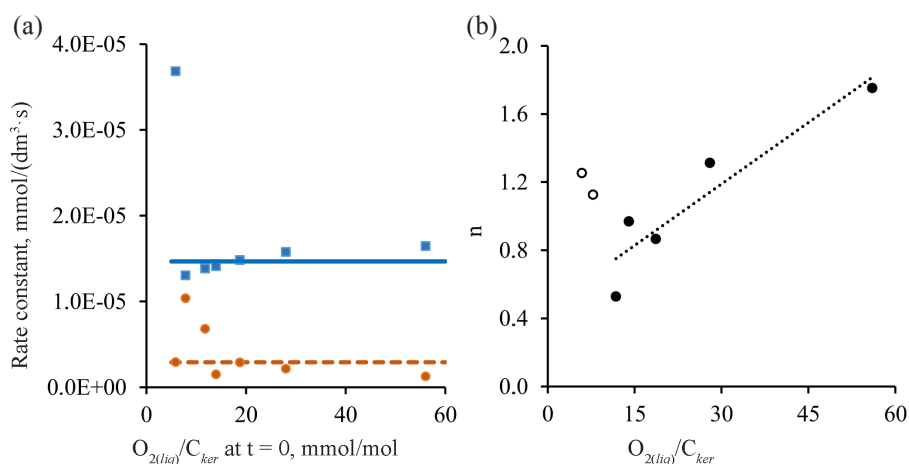 (a)
Rate constant, mmol/(dm³·s)
4.0E-05
3.0E-05
2.0E-05
1.0E-05
0.0E+00
0 20 40 60
O2(liq)/Cker at t = 0, mmol/mol
(b)
n
2.0
1.6
1.2
0.8
0.4
0.0
0 15 30 45 60
O2(liq)/Cker